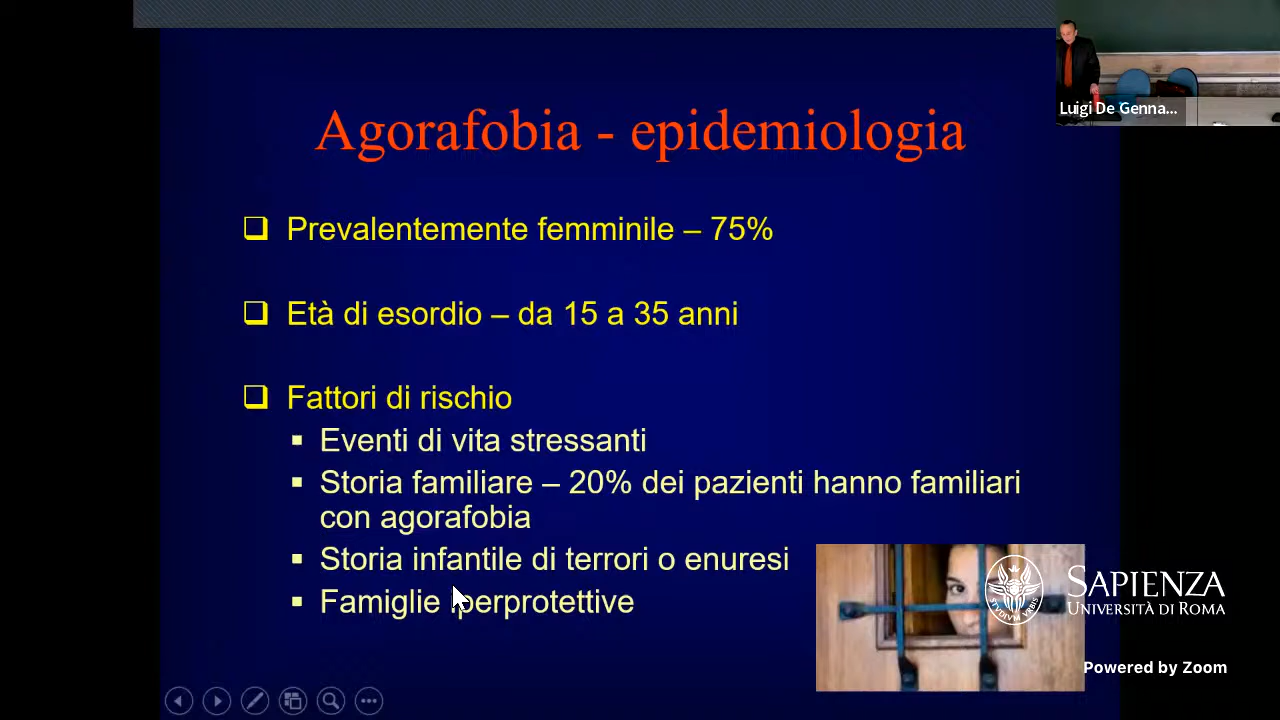 Luigi De Genna...
Agorafobia - epidemiologia
Prevalentemente femminile – 75%
Età di esordio – da 15 a 35 anni
Fattori di rischio
Eventi di vita stressanti
Storia familiare – 20% dei pazienti hanno familiari
con agorafobia
Storia infantile di terrori o enuresi
Famiglie iperprotettive
STVDIVM VRBIS
SAPIENZA
UNIVERSITÀ DI ROMA
Powered by Zoom